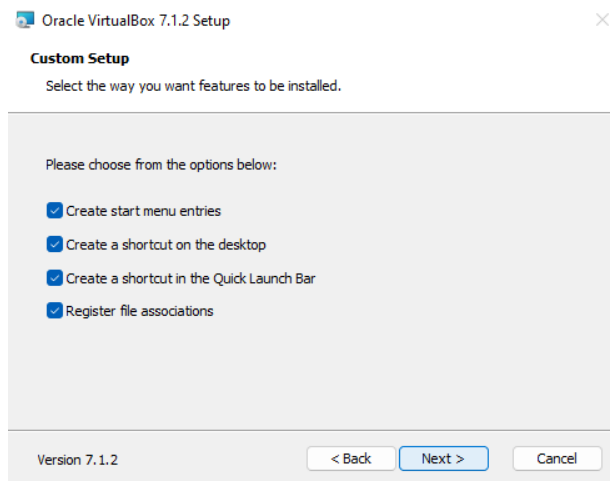 Oracle VirtualBox 7.1.2 Setup
Custom Setup
Select the way you want features to be installed.
Please choose from the options below:
Create start menu entries
Create a shortcut on the desktop
Create a shortcut in the Quick Launch Bar
Register file associations
Version 7.1.2
< Back
Next >
Cancel